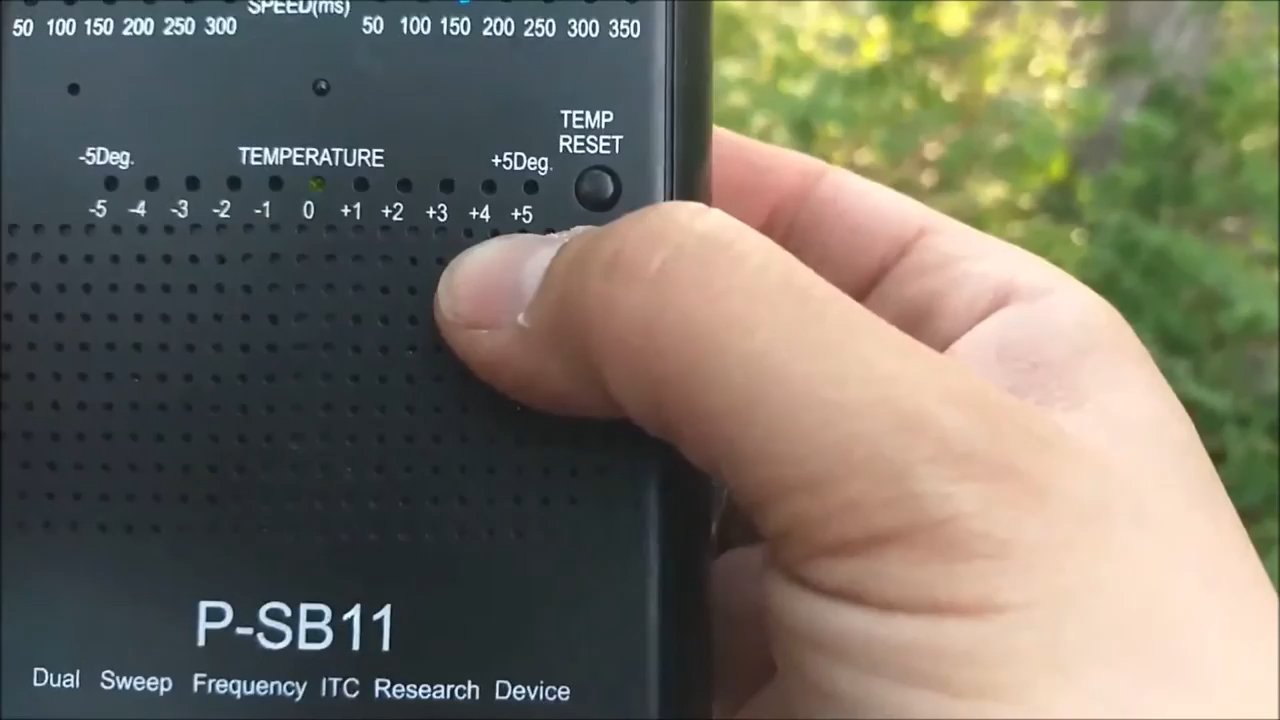 SPEED(ms)
50 100 150 200 250 300 50 100 150 200 250 300 350
TEMP
RESET
-5Deg. TEMPERATURE +5Deg.
-5 -4 -3 -2 -1 0 +1 +2 +3 +4 +5
P-SB11
Dual Sweep Frequency ITC Research Device